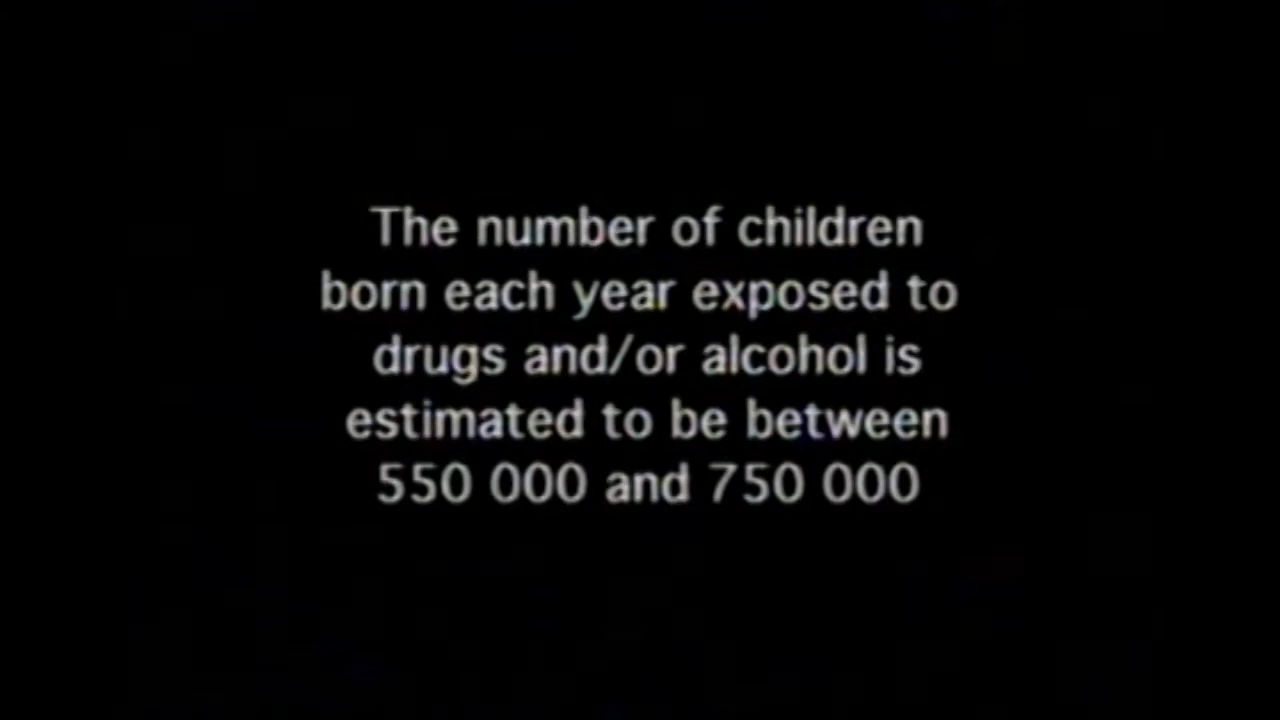 The number of children
born each year exposed to
drugs and/or alcohol is
estimated to be between
550 000 and 750 000